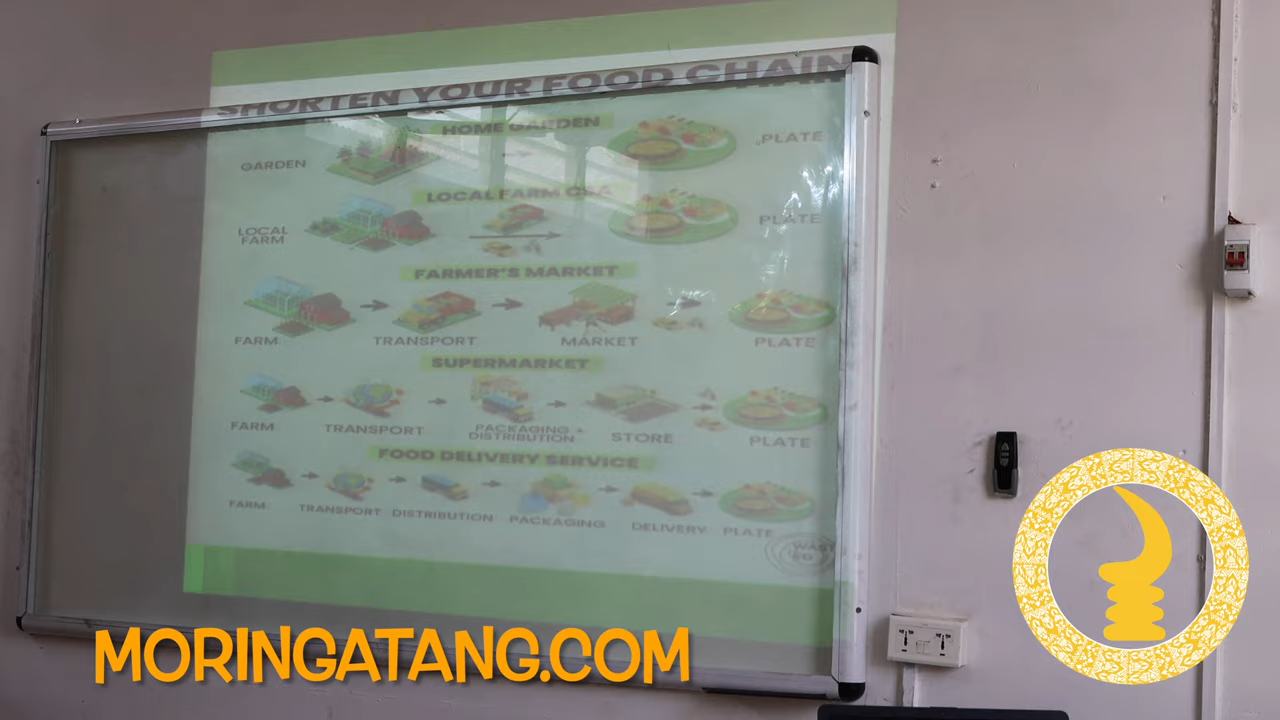 SHORTEN YOUR FOOD CHAIN
HOME GARDEN
GARDEN
PLATE
LOCAL FARM CSA
LOCAL
FARM
PLATE
FARMER'S MARKET
FARM
TRANSPORT
MARKET
PLATE
SUPERMARKET
FARM
TRANSPORT
PACKAGING +
DISTRIBUTION
STORE
PLATE
FOOD DELIVERY SERVICE
FARM
TRANSPORT
DISTRIBUTION
PACKAGING
DELIVERY
PLATE
MORINGATANG.COM